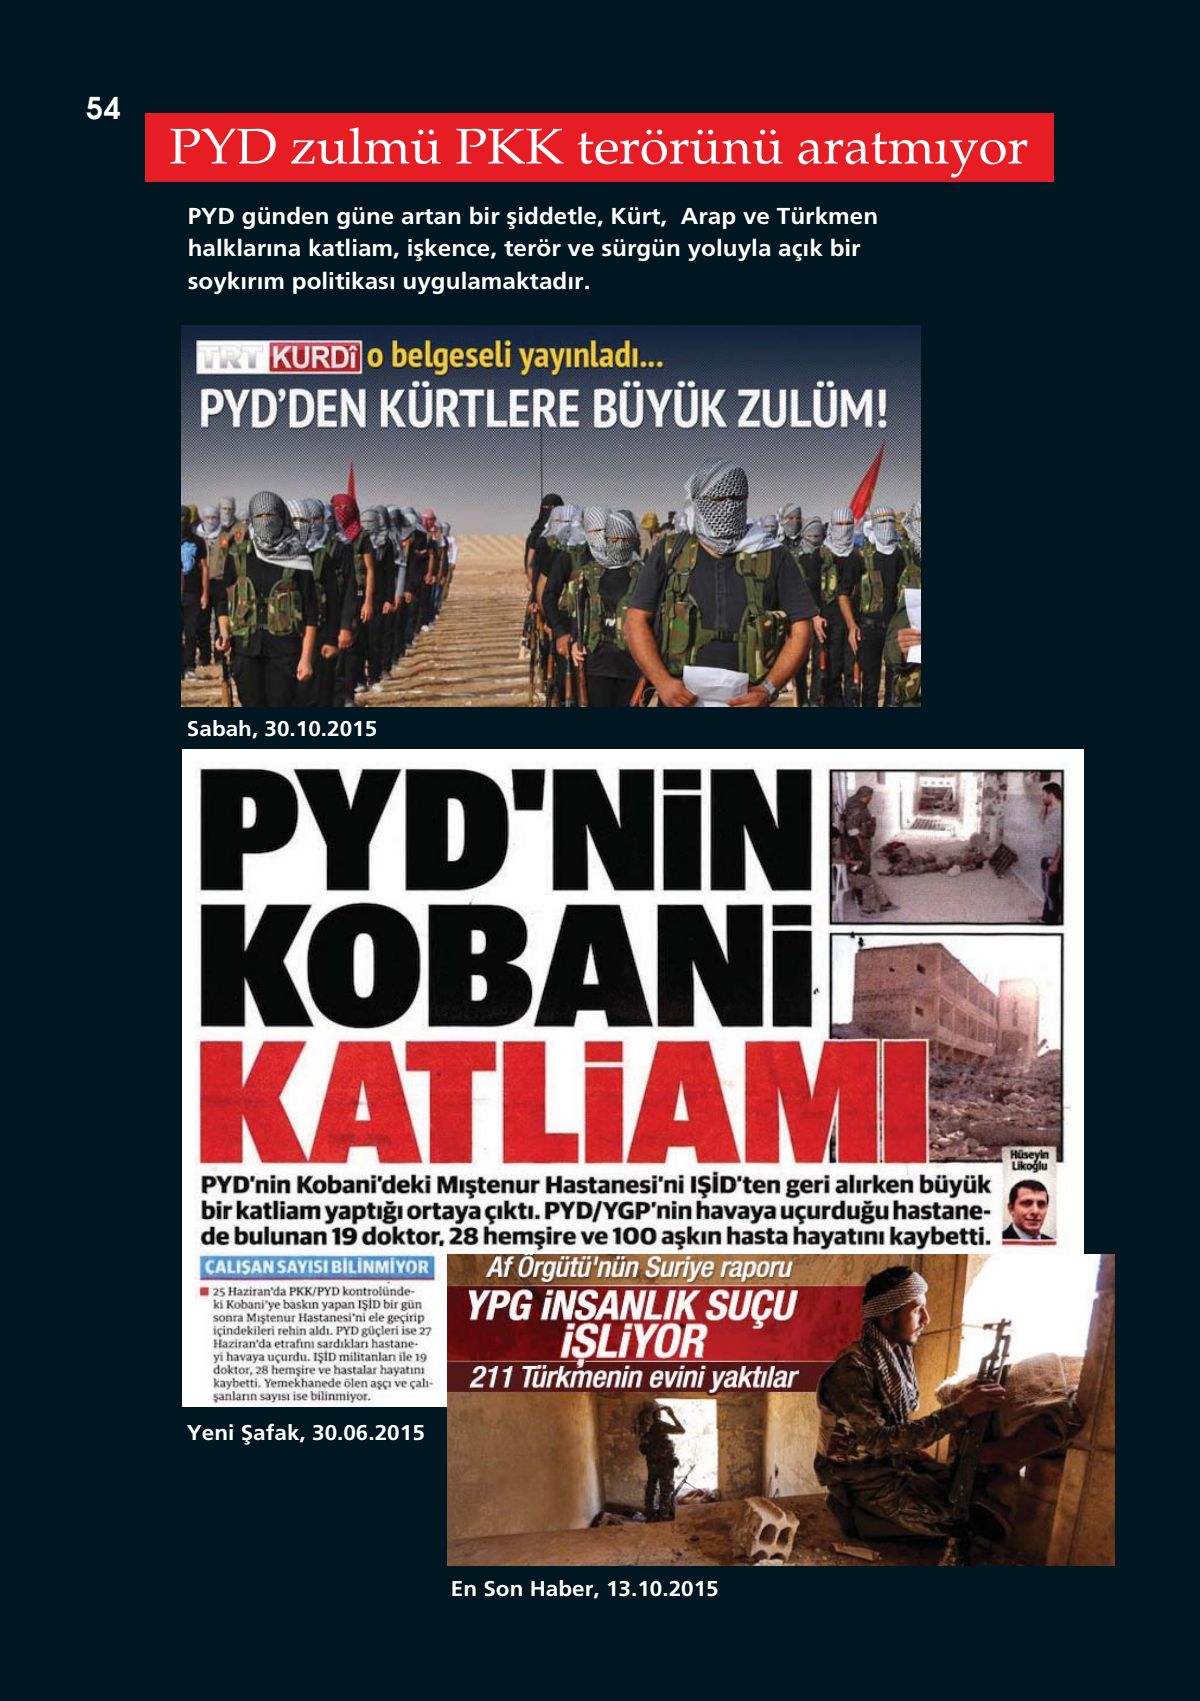 54
PYD zulmü PKK terörünü aratmıyor
PYD günden güne artan bir şiddetle, Kürt, Arap ve Türkmen
halklarına katliam, işkence, terör ve sürgün yoluyla açık bir
soykırım politikası uygulamaktadır.
TRT KURDî o belgeseli yayınladı...
PYD'DEN KÜRTLERE BÜYÜK ZULÜM!
Sabah, 30.10.2015
PYD'NİN
KOBANİ
KATLİAMI
Hüseyin
Likoğlu
PYD'nin Kobani'deki Mıştenur Hastanesi'ni IŞİD'ten geri alırken büyük
bir katliam yaptığı ortaya çıktı. PYD/YGP'nin havaya uçurduğu hastane-
de bulunan 19 doktor, 28 hemşire ve 100 aşkın hasta hayatını kaybetti.
ÇALIŞAN SAYISI BİLİNMİYOR
25 Haziran'da PKK/PYD kontrolünde-
ki Kobani'ye baskın yapan IŞİD bir gün
sonra Mıştenur Hastanesi'ni ele geçirip
içindekileri rehin aldı. PYD güçleri ise 27
Haziran'da etrafını sardıkları hastane-
yi havaya uçurdu. IŞİD militanları ile 19
doktor, 28 hemşire ve hastalar hayatını
kaybetti. Yemekhanede ölen aşçı ve çalı-
şanların sayısı ise bilinmiyor.
Yeni Şafak, 30.06.2015
Af Örgütü'nün Suriye raporu
YPG İNSANLIK SUÇU
İŞLİYOR
211 Türkmenin evini yaktılar
En Son Haber, 13.10.2015